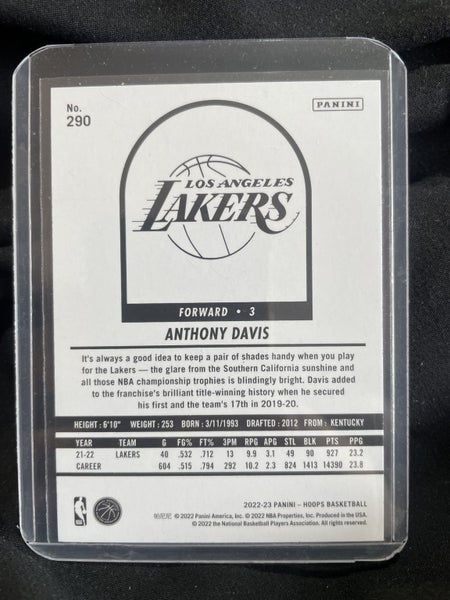 No.
290
PANINI
LOS ANGELES
LAKERS
FORWARD • 3
ANTHONY DAVIS
It's always a good idea to keep a pair of shades handy when you play
for the Lakers — the glare from the Southern California sunshine and
all those NBA championship trophies is blindingly bright. Davis added
to the franchise's brilliant title-winning history when he secured
his first and the team's 17th in 2019-20.
HEIGHT: 6'10" WEIGHT: 253 BORN: 3/11/1993 DRAFTED: 2012 FROM: KENTUCKY
YEAR TEAM G FG% FT% 3PM RPG APG STL BLK PTS PPG
21-22 LAKERS 40 .532 .712 13 9.9 3.1 49 90 927 23.2
CAREER 604 .515 .794 292 10.2 2.3 824 1413 14390 23.8
2022-23 PANINI – HOOPS BASKETBALL
帕尼尼 © 2022 Panini America, Inc. © 2022 NBA Properties, Inc. Produced in the USA.
© 2022 the National Basketball Players Association. All rights reserved.